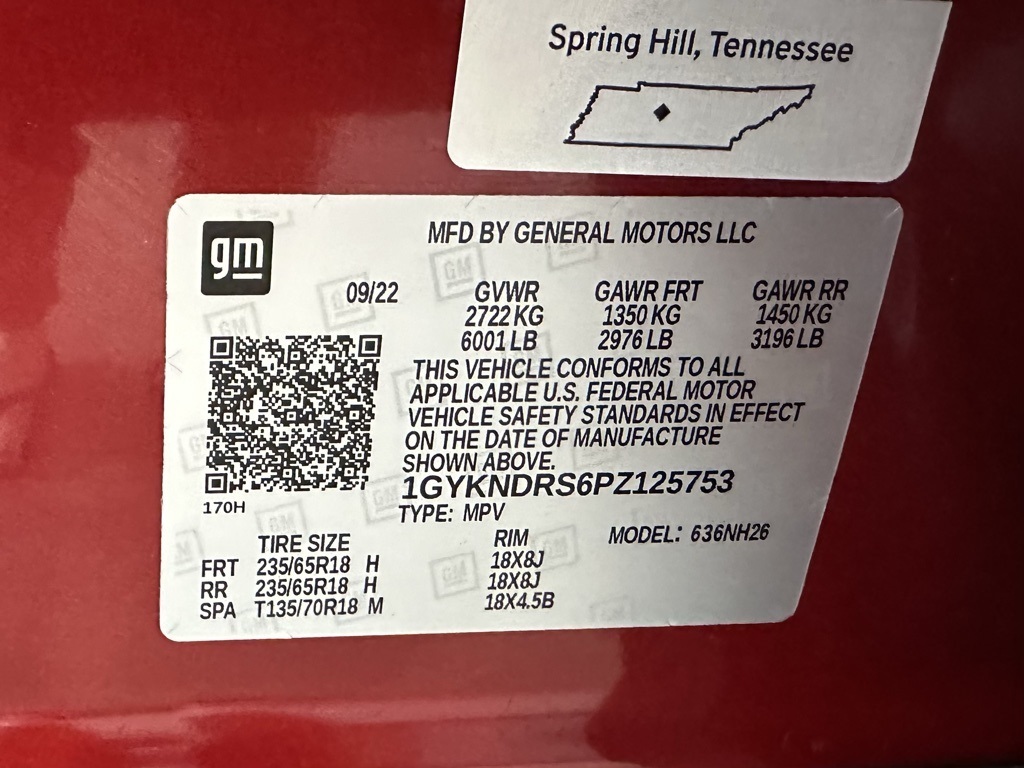 Spring Hill, Tennessee
gm
MFD BY GENERAL MOTORS LLC
09/22 GVWR GAWR FRT GAWR RR
2722 KG 1350 KG 1450 KG
6001 LB 2976 LB 3196 LB
THIS VEHICLE CONFORMS TO ALL
APPLICABLE U.S. FEDERAL MOTOR
VEHICLE SAFETY STANDARDS IN EFFECT
ON THE DATE OF MANUFACTURE
SHOWN ABOVE.
1GYKNDRS6PZ125753
170H
TYPE: MPV
TIRE SIZE RIM MODEL: 636NH26
FRT 235/65R18 H 18X8J
RR 235/65R18 H 18X8J
SPA T135/70R18 M 18X4.5B